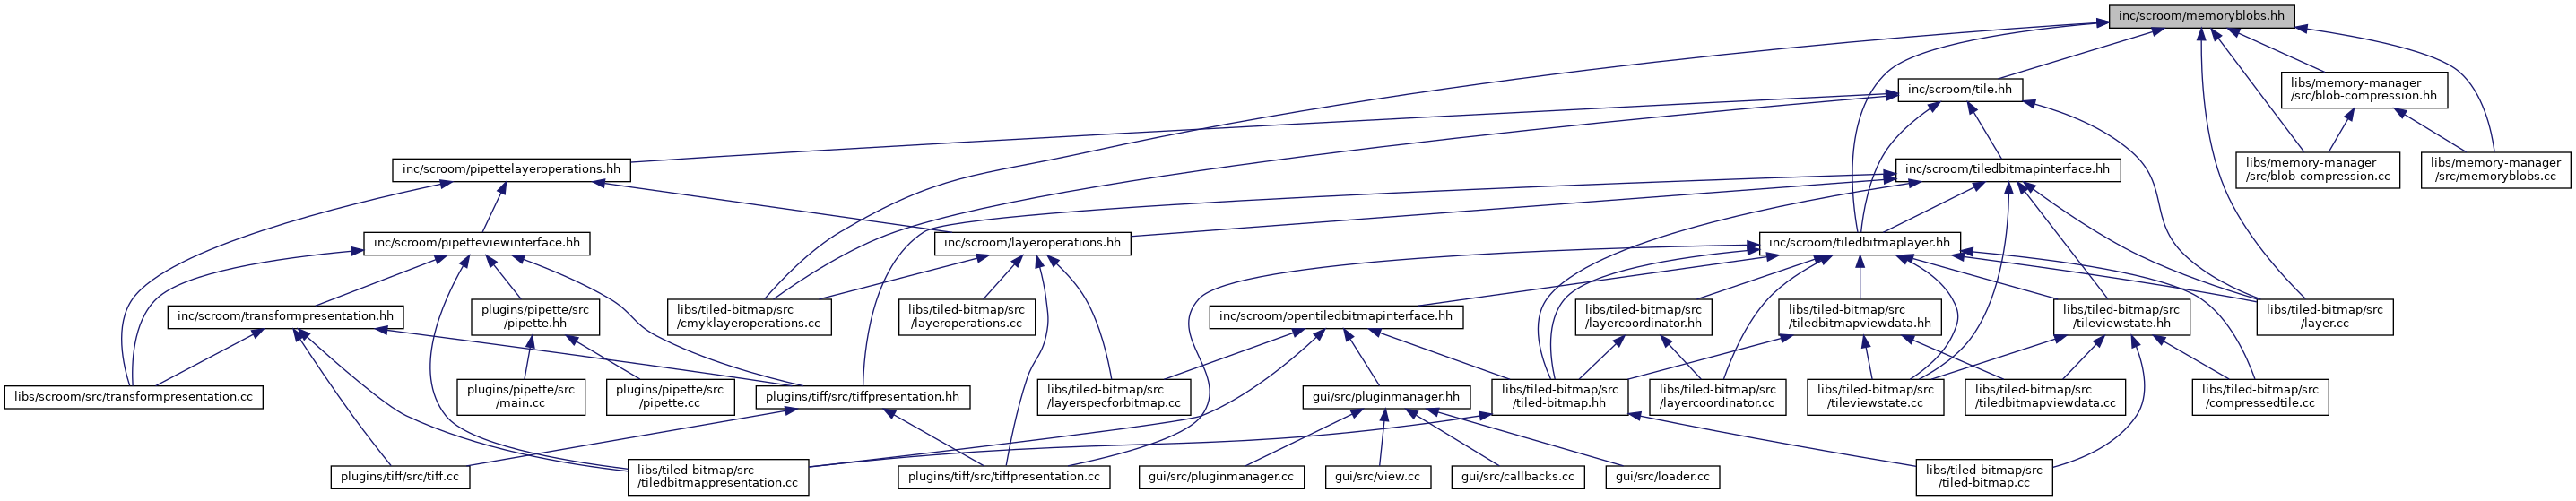 inc/scroom/memoryblobs.hh
libs/memory-manager
/src/blob-compression.hh
inc/scroom/tile.hh
inc/scroom/pipettelayeroperations.hh
inc/scroom/tiledbitmapinterface.hh
libs/memory-manager
/src/blob-compression.cc
libs/memory-manager
/src/memoryblobs.cc
inc/scroom/pipetteviewinterface.hh
inc/scroom/layeroperations.hh
inc/scroom/tiledbitmaplayer.hh
inc/scroom/transformpresentation.hh
plugins/pipette/src
/pipette.hh
libs/tiled-bitmap/src
/cmyklayeroperations.cc
libs/tiled-bitmap/src
/layeroperations.cc
inc/scroom/opentiledbitmapinterface.hh
libs/tiled-bitmap/src
/layercoordinator.hh
libs/tiled-bitmap/src
/tiledbitmapviewdata.hh
libs/tiled-bitmap/src
/tileviewstate.hh
libs/tiled-bitmap/src
/layer.cc
libs/scroom/src/transformpresentation.cc
plugins/pipette/src
/main.cc
plugins/pipette/src
/pipette.cc
plugins/tiff/src/tiffpresentation.hh
libs/tiled-bitmap/src
/layerspecforbitmap.cc
gui/src/pluginmanager.hh
libs/tiled-bitmap/src
/tiled-bitmap.hh
libs/tiled-bitmap/src
/layercoordinator.cc
libs/tiled-bitmap/src
/tileviewstate.cc
libs/tiled-bitmap/src
/tiledbitmapviewdata.cc
libs/tiled-bitmap/src
/compressedtile.cc
plugins/tiff/src/tiff.cc
libs/tiled-bitmap/src
/tiledbitmappresentation.cc
plugins/tiff/src/tiffpresentation.cc
gui/src/pluginmanager.cc
gui/src/view.cc
gui/src/callbacks.cc
gui/src/loader.cc
libs/tiled-bitmap/src
/tiled-bitmap.cc